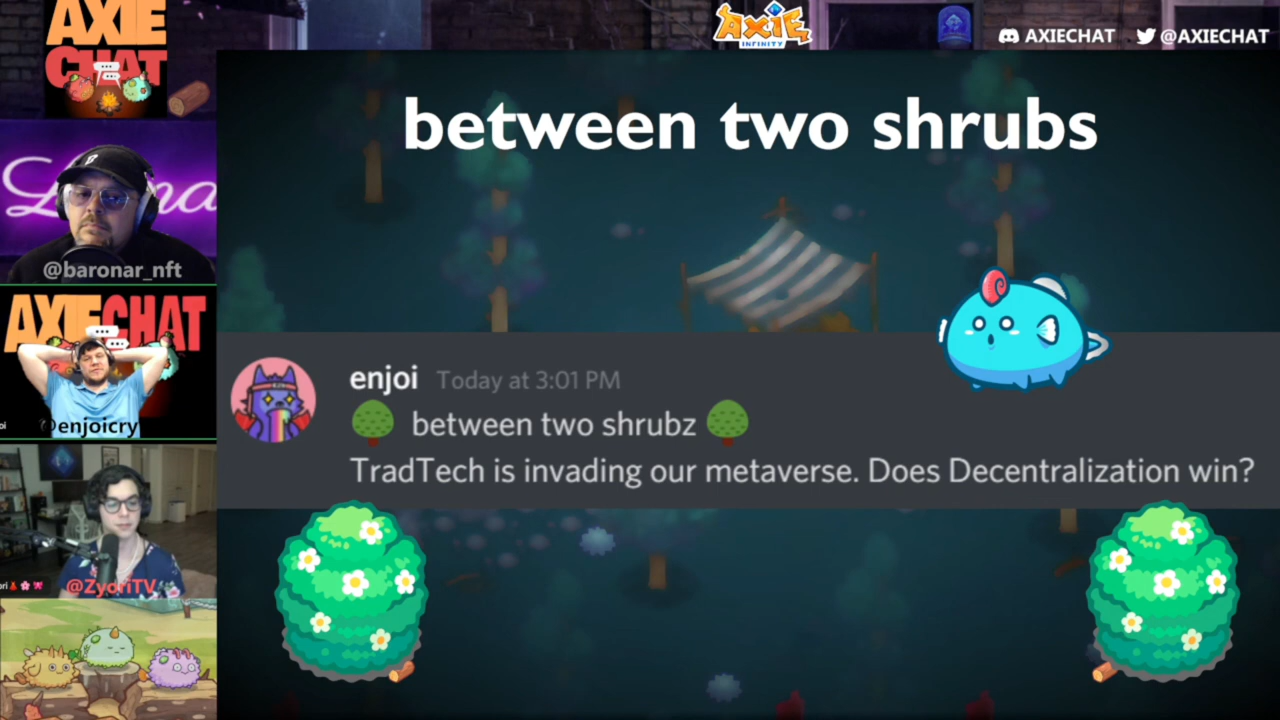 AXIE
CHAT
AXIE
INFINITY
AXIECHAT
@AXIECHAT
between two shrubs
@baronar_nft
AXIECHAT
enjoicry
@ZyoriTV
enjoi Today at 3:01 PM
between two shrubz
TradTech is invading our metaverse. Does Decentralization win?